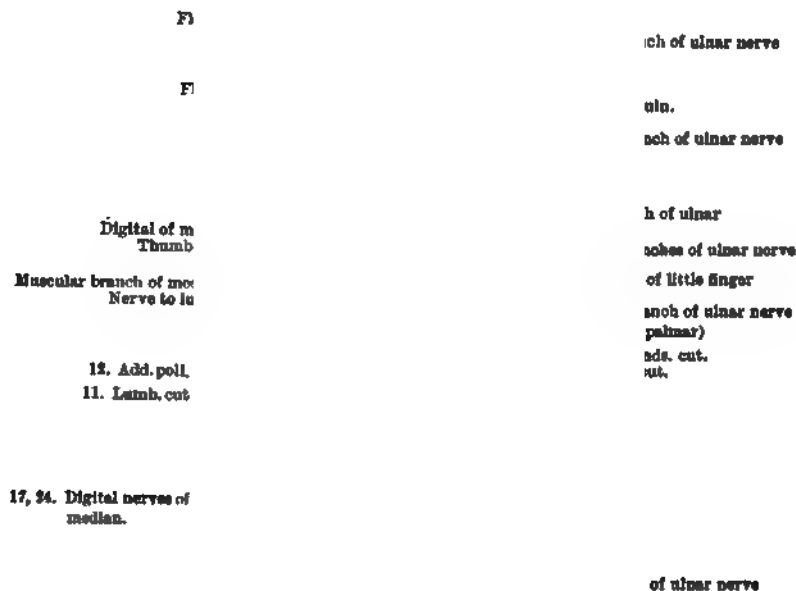 Fl
ch of ulnar nerve
Fl
uln.
nch of ulnar nerve
h of ulnar
Digital of m
Thumb
nches of ulnar nerve
Muscular branch of me
of little finger
Nerve to lu
anch of ulnar nerve
palmar)
nds. cut.
12. Add. poll.
cut.
11. Lumb. cut
17, 24. Digital nerves of
median.
of ulnar nerve